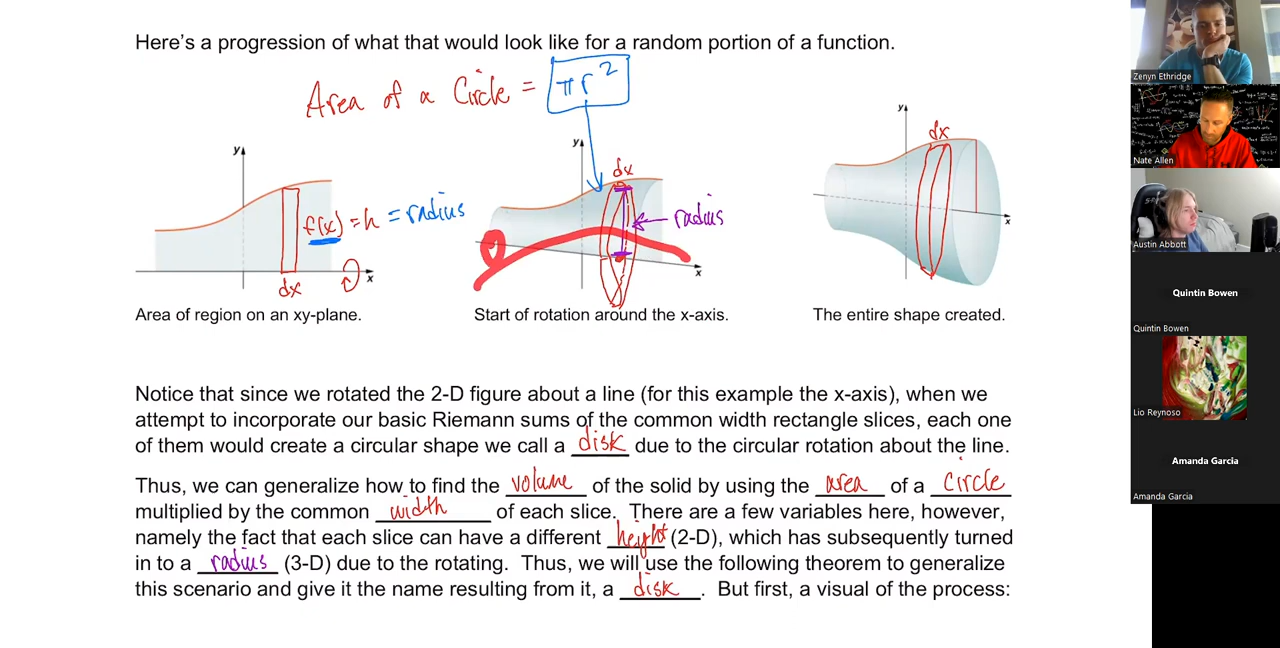 Here's a progression of what that would look like for a random portion of a function.
Area of a Circle = πr²
y
dx
f(x) = h = radius
dx
x
y
dx
radius
x
y
dx
x
Area of region on an xy-plane.
Start of rotation around the x-axis.
The entire shape created.
Notice that since we rotated the 2-D figure about a line (for this example the x-axis), when we
attempt to incorporate our basic Riemann sums of the common width rectangle slices, each one
of them would create a circular shape we call a disk due to the circular rotation about the line.
Thus, we can generalize how to find the volume of the solid by using the area of a circle
multiplied by the common width of each slice. There are a few variables here, however,
namely the fact that each slice can have a different height (2-D), which has subsequently turned
in to a radius (3-D) due to the rotating. Thus, we will use the following theorem to generalize
this scenario and give it the name resulting from it, a disk. But first, a visual of the process:
Zenyn Ethridge
Nate Allen
Austin Abbott
Quintin Bowen
Quintin Bowen
Lio Reynoso
Amanda Garcia
Amanda Garcia